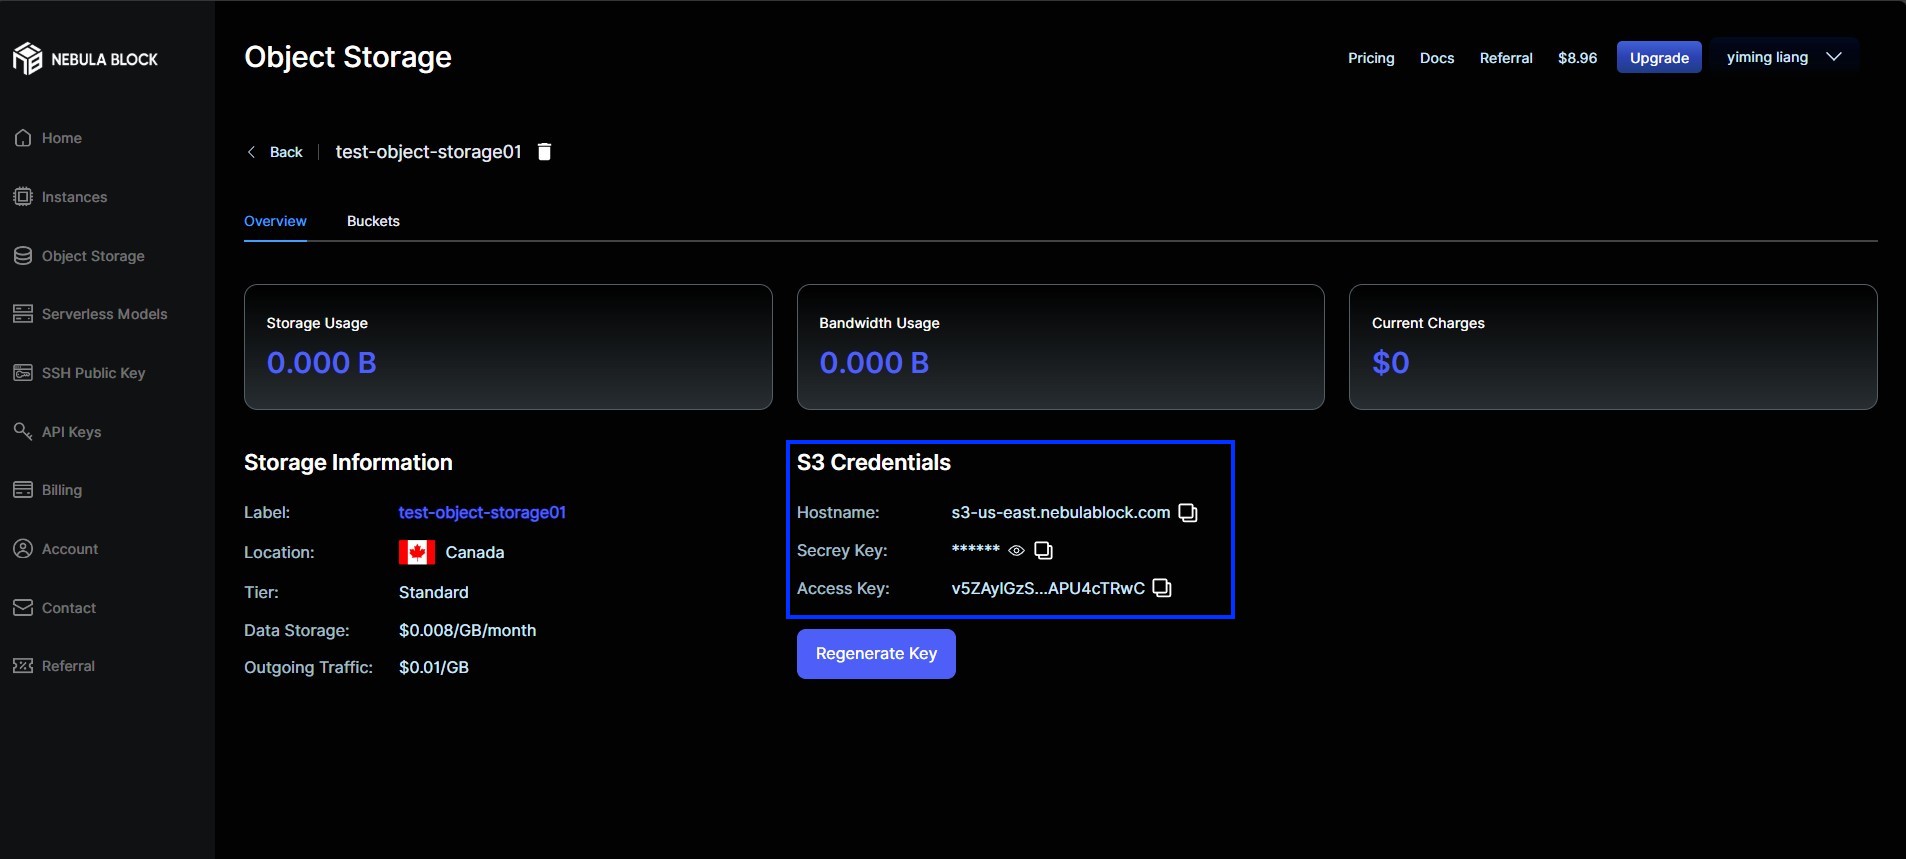 NEBULA BLOCK
Object Storage
Pricing Docs Referral $8.96 Upgrade yiming liang
Home
Instances
Object Storage
Serverless Models
SSH Public Key
API Keys
Billing
Account
Contact
Referral
Back | test-object-storage01
Overview Buckets
Storage Usage
0.000 B
Bandwidth Usage
0.000 B
Current Charges
$0
Storage Information
Label: test-object-storage01
Location: Canada
Tier: Standard
Data Storage: $0.008/GB/month
Outgoing Traffic: $0.01/GB
S3 Credentials
Hostname: s3-us-east.nebulablock.com
Secrey Key: ******
Access Key: v5ZAylGzS...APU4cTRwC
Regenerate Key